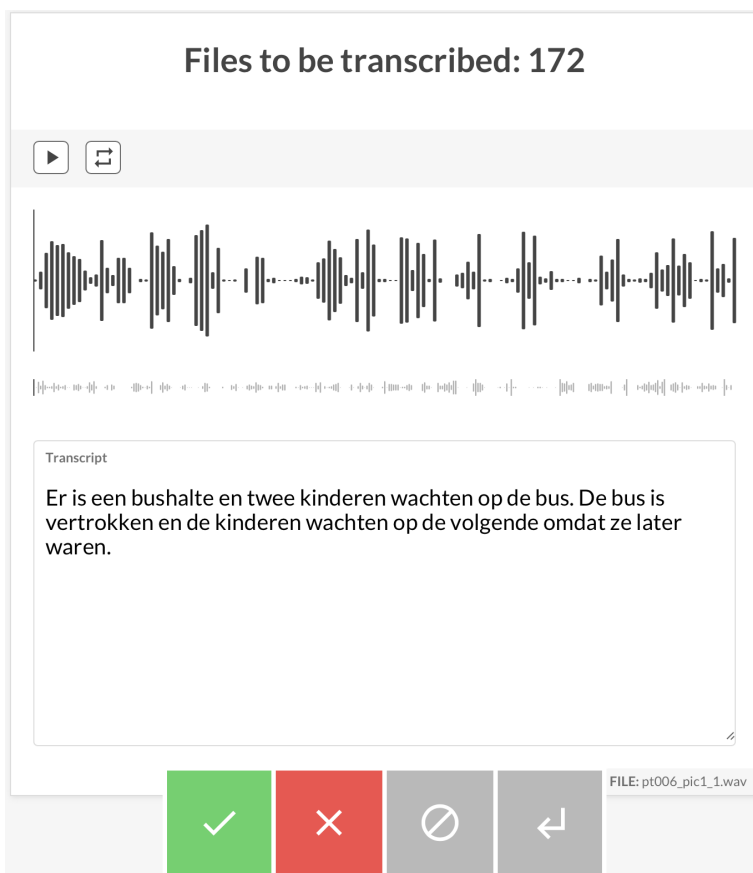 Files to be transcribed: 172
Transcript
Er is een bushalte en twee kinderen wachten op de bus. De bus is
vertrokken en de kinderen wachten op de volgende omdat ze later
waren.
FILE: pt006_pic1_1.wav